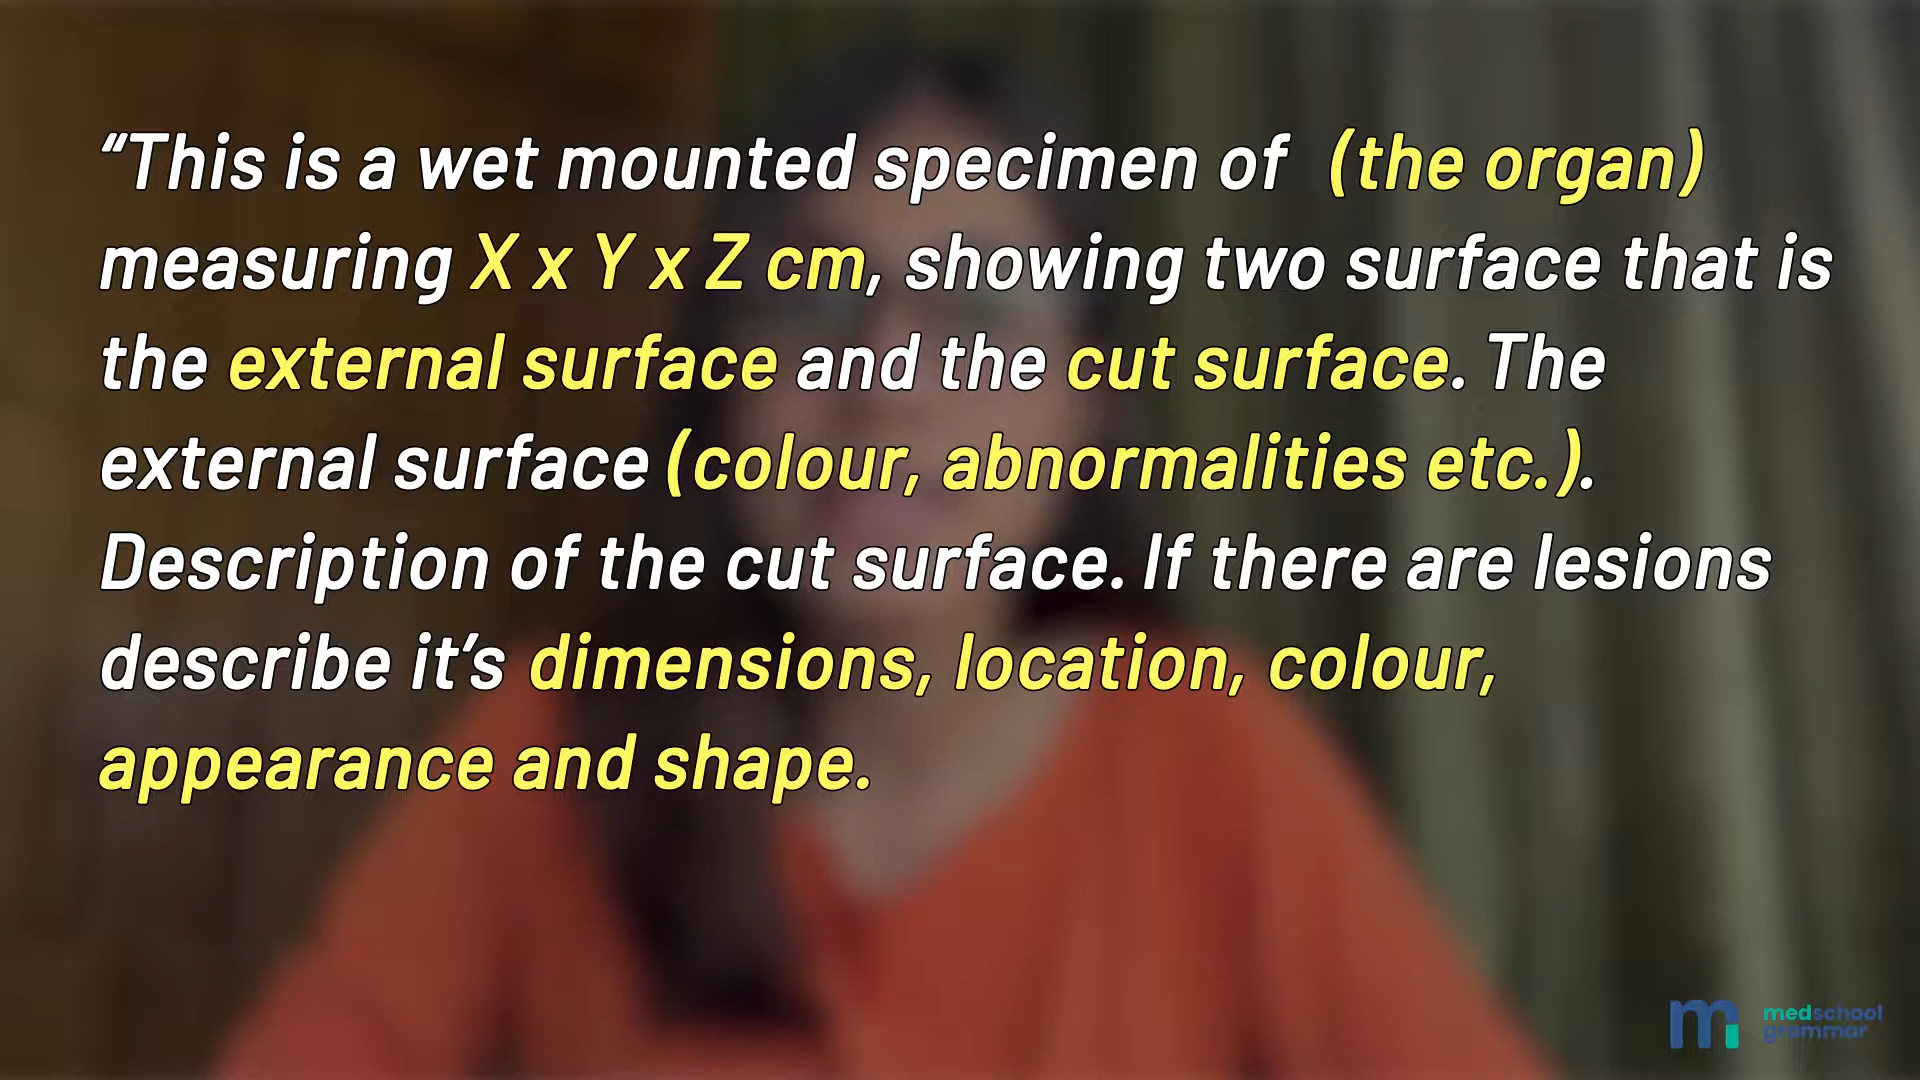 “This is a wet mounted specimen of (the organ)
measuring X x Y x Z cm, showing two surface that is
the external surface and the cut surface. The
external surface (colour, abnormalities etc.).
Description of the cut surface. If there are lesions
describe it’s dimensions, location, colour,
appearance and shape.
medschool
grammar